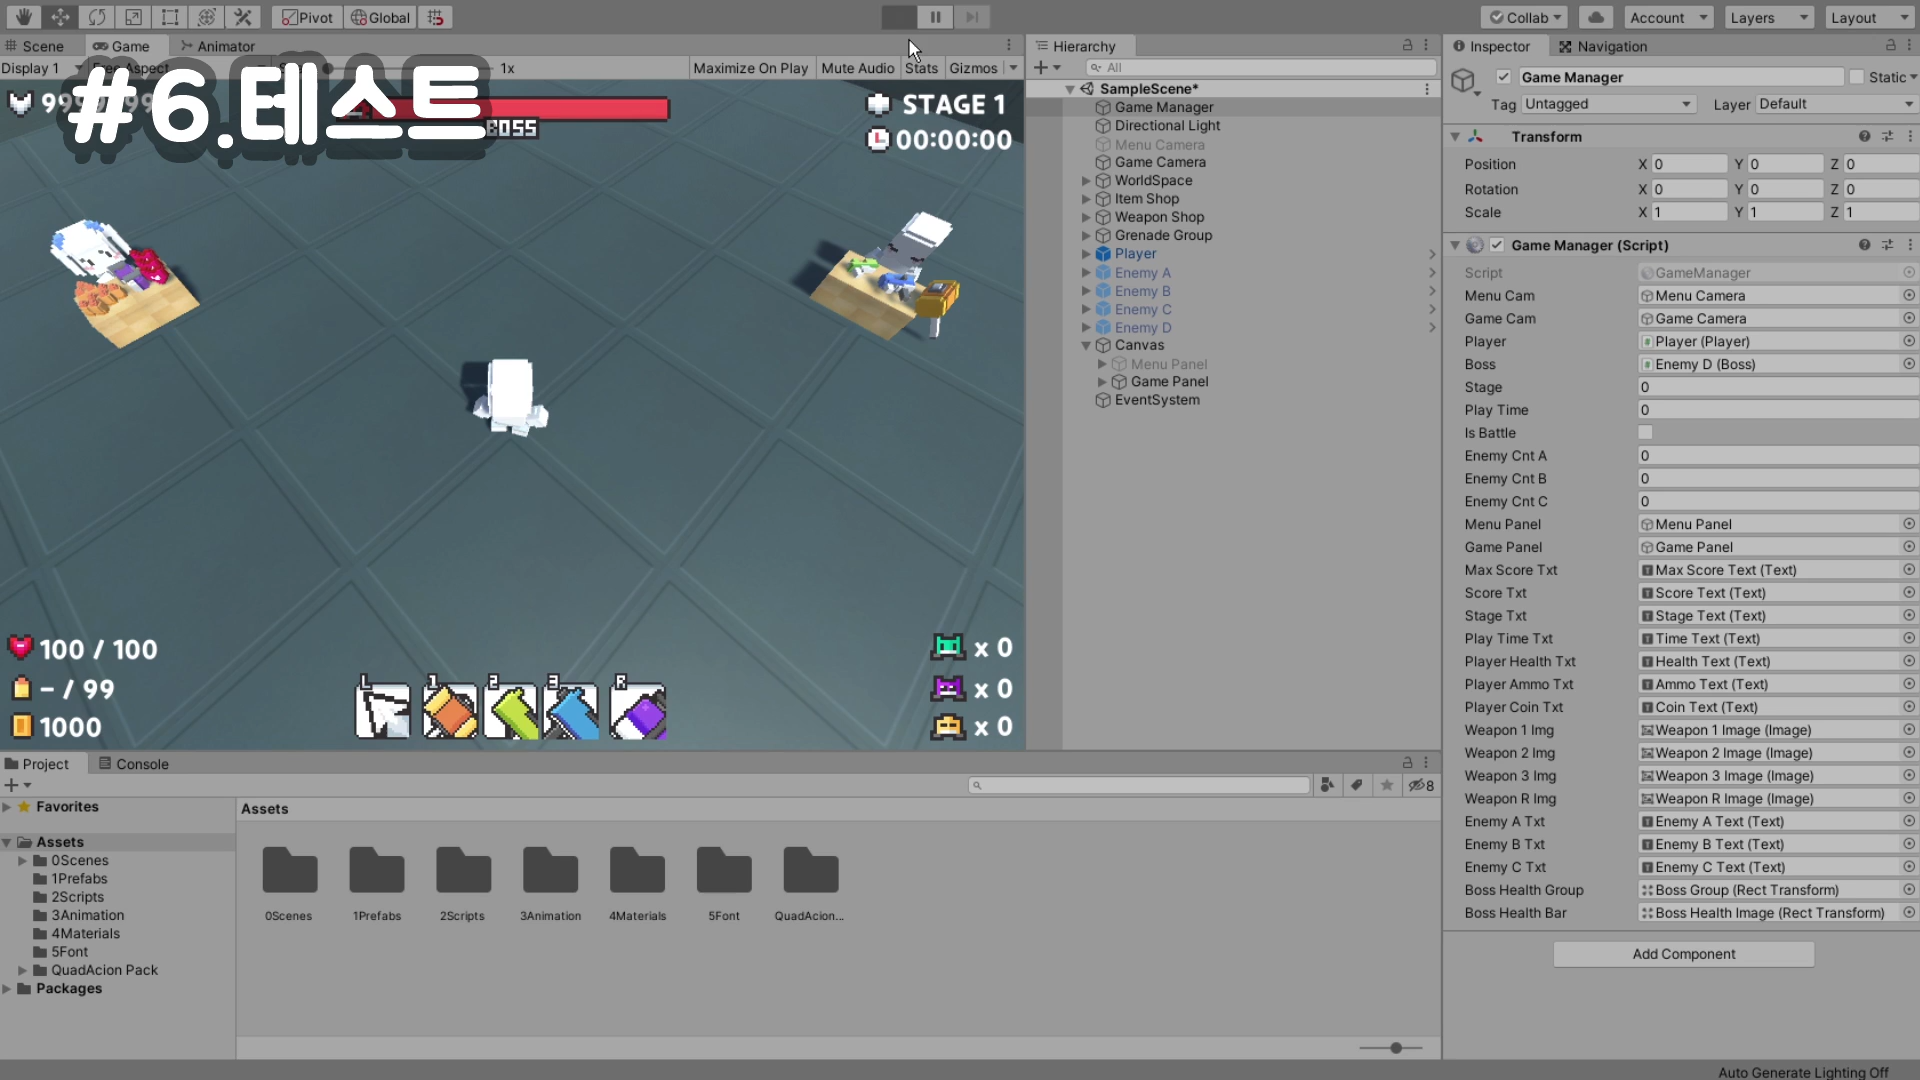 Pivot Global Collab Account Layers Layout
Scene Game Animator
Display 1 Free Aspect 1x Maximize On Play Mute Audio Stats Gizmos
#6.테스트
BOSS
STAGE 1
00:00:00
100 / 100
- / 99
1000
L 1 2 3 R
x 0
x 0
x 0
Hierarchy
All
SampleScene*
Game Manager
Directional Light
Menu Camera
Game Camera
WorldSpace
Item Shop
Weapon Shop
Grenade Group
Player
Enemy A
Enemy B
Enemy C
Enemy D
Canvas
Menu Panel
Game Panel
EventSystem
Inspector Navigation
Game Manager Static
Tag Untagged Layer Default
Transform
Position X 0 Y 0 Z 0
Rotation X 0 Y 0 Z 0
Scale X 1 Y 1 Z 1
Game Manager (Script)
Script GameManager
Menu Cam Menu Camera
Game Cam Game Camera
Player Player (Player)
Boss Enemy D (Boss)
Stage 0
Play Time 0
Is Battle
Enemy Cnt A 0
Enemy Cnt B 0
Enemy Cnt C 0
Menu Panel Menu Panel
Game Panel Game Panel
Max Score Txt Max Score Text (Text)
Score Txt Score Text (Text)
Stage Txt Stage Text (Text)
Play Time Txt Time Text (Text)
Player Health Txt Health Text (Text)
Player Ammo Txt Ammo Text (Text)
Player Coin Txt Coin Text (Text)
Weapon 1 Img Weapon 1 Image (Image)
Weapon 2 Img Weapon 2 Image (Image)
Weapon 3 Img Weapon 3 Image (Image)
Weapon R Img Weapon R Image (Image)
Enemy A Txt Enemy A Text (Text)
Enemy B Txt Enemy B Text (Text)
Enemy C Txt Enemy C Text (Text)
Boss Health Group Boss Group (Rect Transform)
Boss Health Bar Boss Health Image (Rect Transform)
Add Component
Project Console
8
Favorites
Assets
0Scenes
1Prefabs
2Scripts
3Animation
4Materials
5Font
QuadAcion Pack
Packages
Assets
0Scenes 1Prefabs 2Scripts 3Animation 4Materials 5Font QuadAcion...
Auto Generate Lighting Off